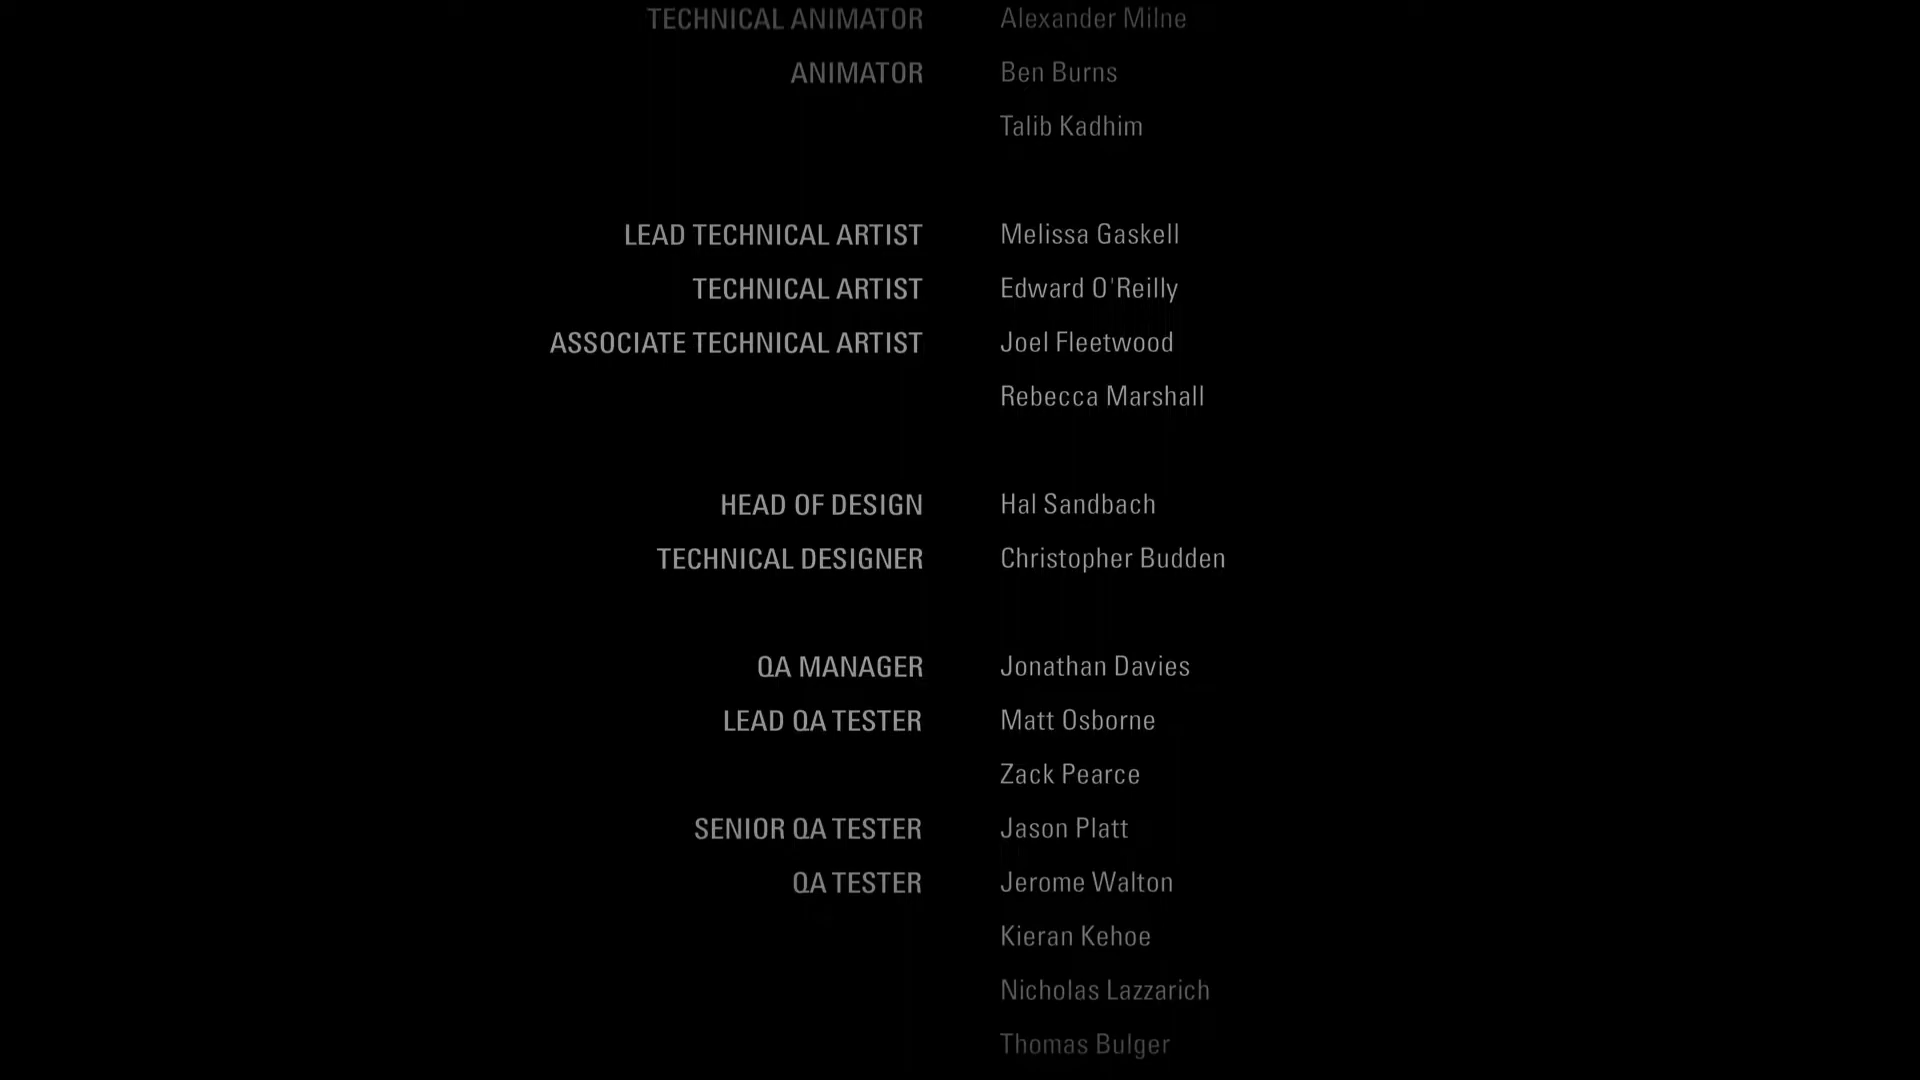 TECHNICAL ANIMATOR Alexander Milne
ANIMATOR Ben Burns
Talib Kadhim
LEAD TECHNICAL ARTIST Melissa Gaskell
TECHNICAL ARTIST Edward O'Reilly
ASSOCIATE TECHNICAL ARTIST Joel Fleetwood
Rebecca Marshall
HEAD OF DESIGN Hal Sandbach
TECHNICAL DESIGNER Christopher Budden
QA MANAGER Jonathan Davies
LEAD QA TESTER Matt Osborne
Zack Pearce
SENIOR QA TESTER Jason Platt
QA TESTER Jerome Walton
Kieran Kehoe
Nicholas Lazzarich
Thomas Bulger